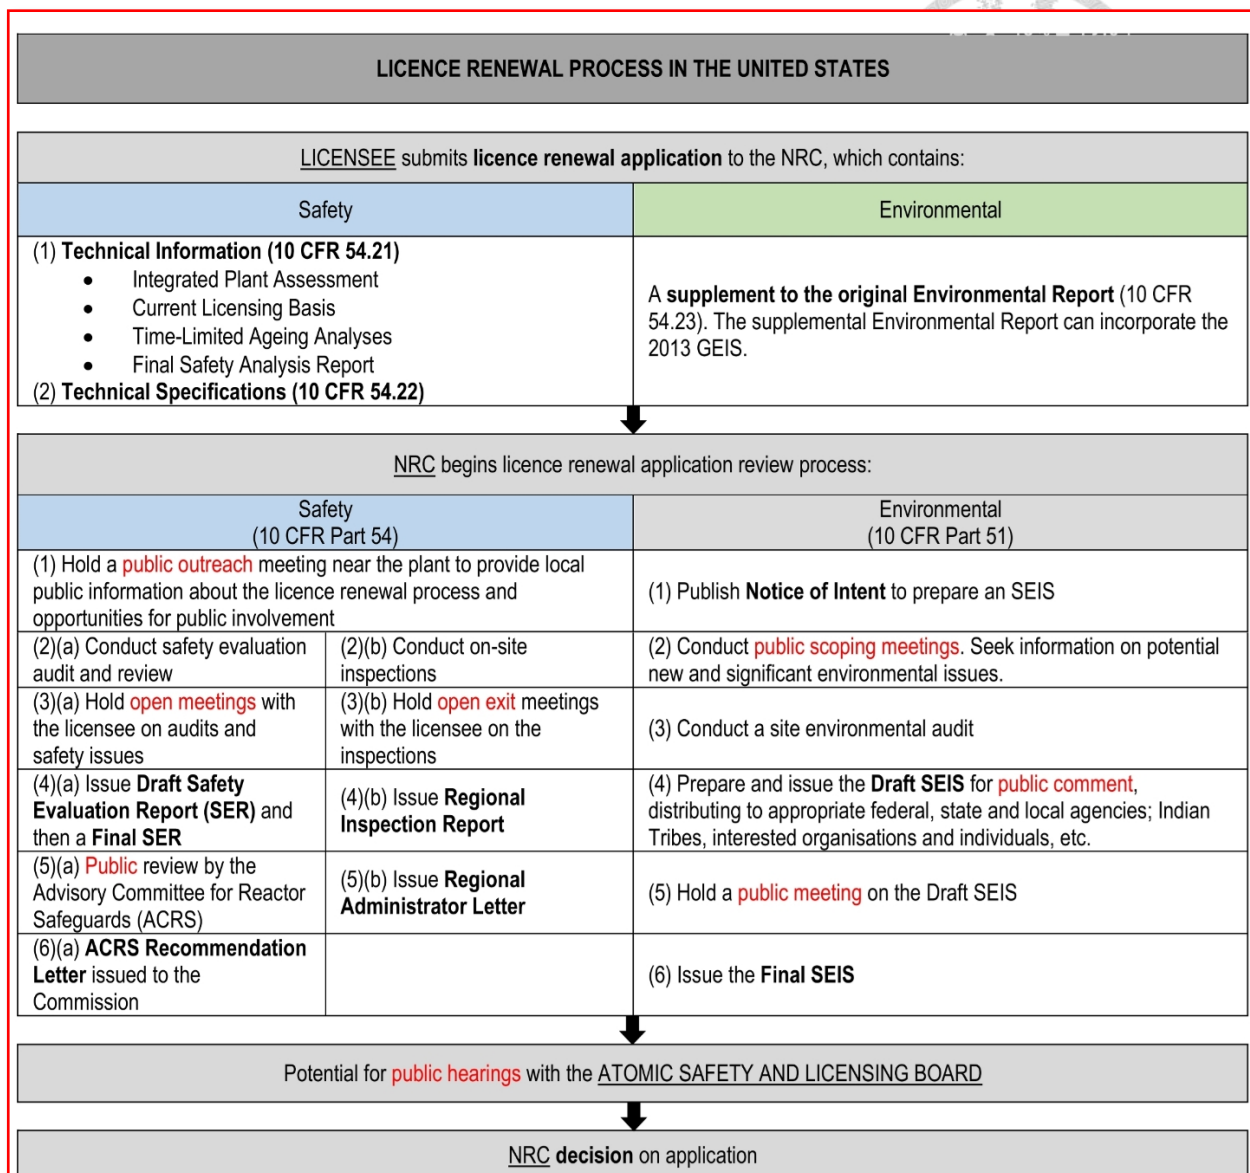 LICENCE RENEWAL PROCESS IN THE UNITED STATES
LICENSEE submits licence renewal application to the NRC, which contains:
Safety
Environmental
(1) Technical Information (10 CFR 54.21)
• Integrated Plant Assessment
• Current Licensing Basis
• Time-Limited Ageing Analyses
• Final Safety Analysis Report
(2) Technical Specifications (10 CFR 54.22)
A supplement to the original Environmental Report (10 CFR
54.23). The supplemental Environmental Report can incorporate the
2013 GEIS.
NRC begins licence renewal application review process:
Safety
(10 CFR Part 54)
Environmental
(10 CFR Part 51)
(1) Hold a public outreach meeting near the plant to provide local
public information about the licence renewal process and
opportunities for public involvement
(1) Publish Notice of Intent to prepare an SEIS
(2)(a) Conduct safety evaluation
audit and review
(2)(b) Conduct on-site
inspections
(2) Conduct public scoping meetings. Seek information on potential
new and significant environmental issues.
(3)(a) Hold open meetings with
the licensee on audits and
safety issues
(3)(b) Hold open exit meetings
with the licensee on the
inspections
(3) Conduct a site environmental audit
(4)(a) Issue Draft Safety
Evaluation Report (SER) and
then a Final SER
(4)(b) Issue Regional
Inspection Report
(4) Prepare and issue the Draft SEIS for public comment,
distributing to appropriate federal, state and local agencies; Indian
Tribes, interested organisations and individuals, etc.
(5)(a) Public review by the
Advisory Committee for Reactor
Safeguards (ACRS)
(5)(b) Issue Regional
Administrator Letter
(5) Hold a public meeting on the Draft SEIS
(6)(a) ACRS Recommendation
Letter issued to the
Commission
(6) Issue the Final SEIS
Potential for public hearings with the ATOMIC SAFETY AND LICENSING BOARD
NRC decision on application